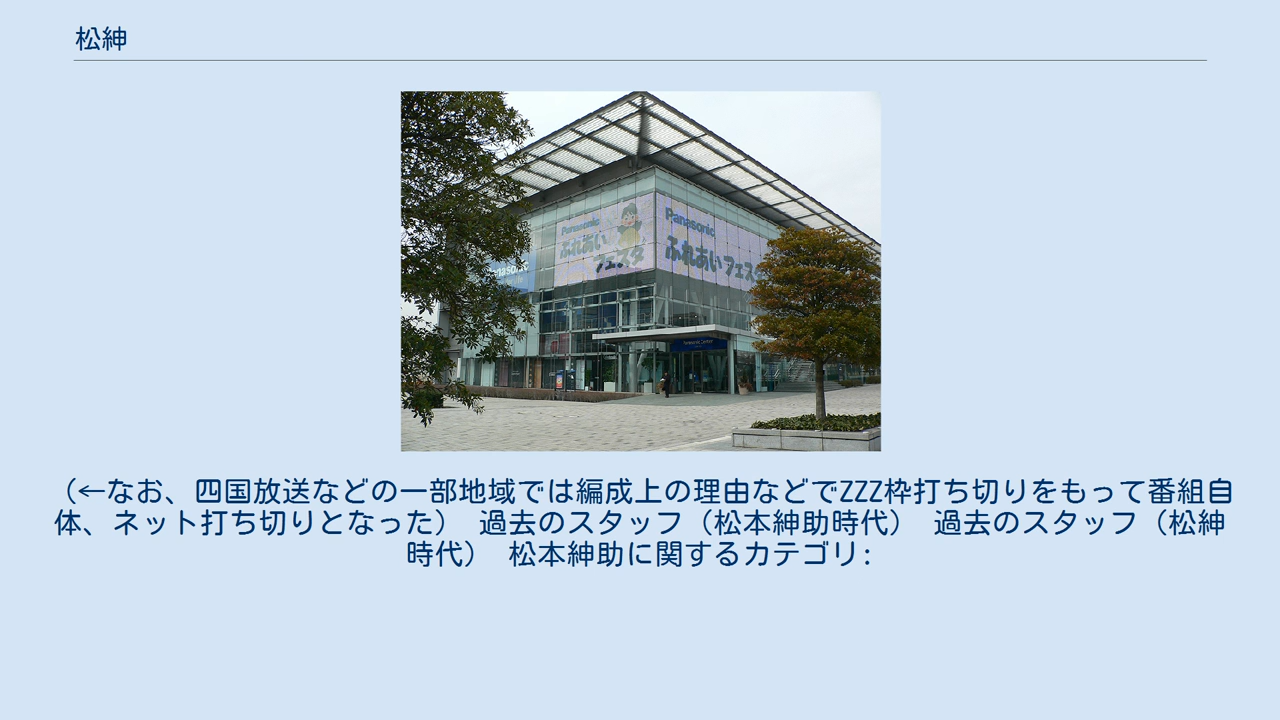 松紳
Panasonic
ふれあい
フェスタ
Panasonic
ふれあいフェスタ
Panasonic
Panasonic Center
（←なお、四国放送などの一部地域では編成上の理由などでZZZ枠打ち切りをもって番組自
体、ネット打ち切りとなった） 過去のスタッフ（松本紳助時代） 過去のスタッフ（松紳
時代） 松本紳助に関するカテゴリ: